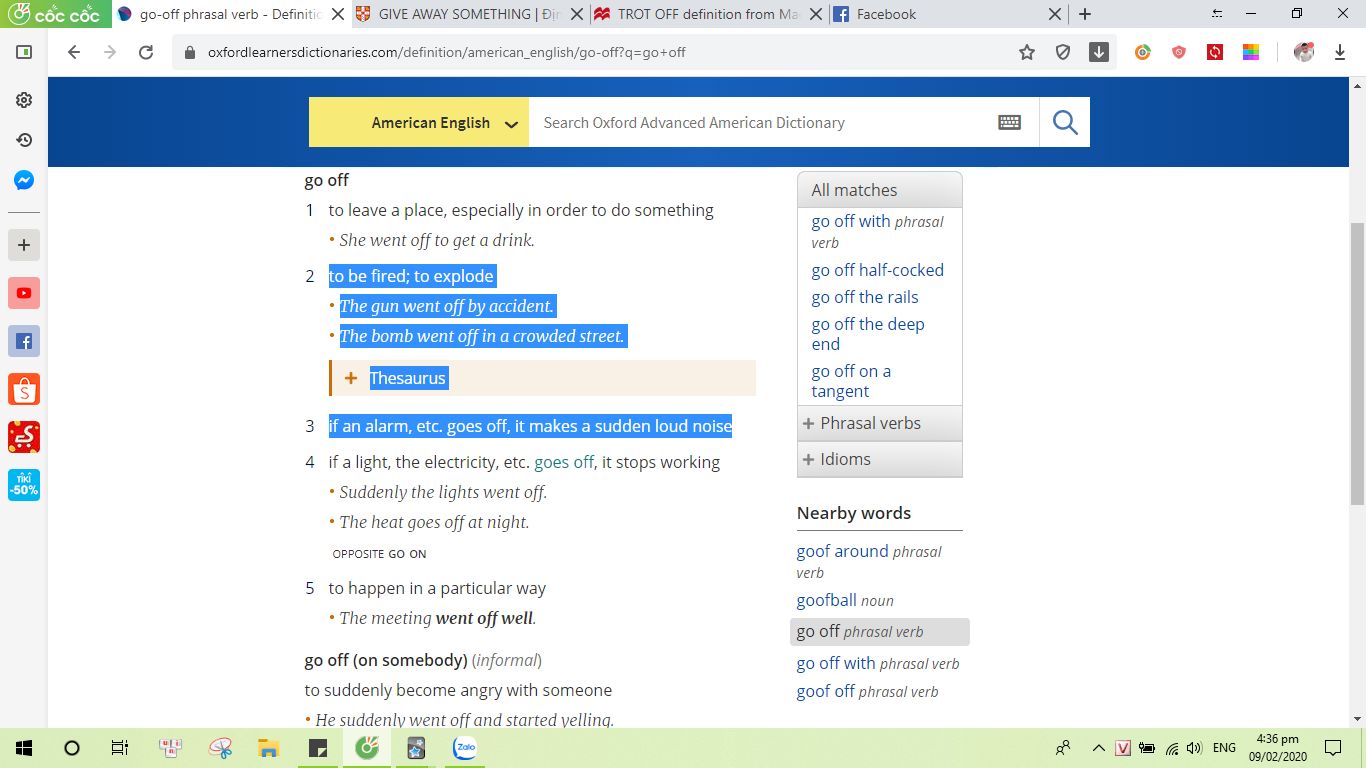 cốc cốc
go-off phrasal verb - Definitic
GIVE AWAY SOMETHING | Địn
TROT OFF definition from Ma
Facebook
oxfordlearnersdictionaries.com/definition/american_english/go-off?q=go+off
American English
Search Oxford Advanced American Dictionary
go off
1 to leave a place, especially in order to do something
• She went off to get a drink.
2 to be fired; to explode
• The gun went off by accident.
• The bomb went off in a crowded street.
+ Thesaurus
3 if an alarm, etc. goes off, it makes a sudden loud noise
4 if a light, the electricity, etc. goes off, it stops working
• Suddenly the lights went off.
• The heat goes off at night.
OPPOSITE GO ON
5 to happen in a particular way
• The meeting went off well.
go off (on somebody) (informal)
to suddenly become angry with someone
• He suddenly went off and started yelling.
All matches
go off with phrasal
verb
go off half-cocked
go off the rails
go off the deep
end
go off on a
tangent
+ Phrasal verbs
+ Idioms
Nearby words
goof around phrasal
verb
goofball noun
go off phrasal verb
go off with phrasal verb
goof off phrasal verb
TIKI
-50%
Zalo
V
ENG
4:36 pm
09/02/2020